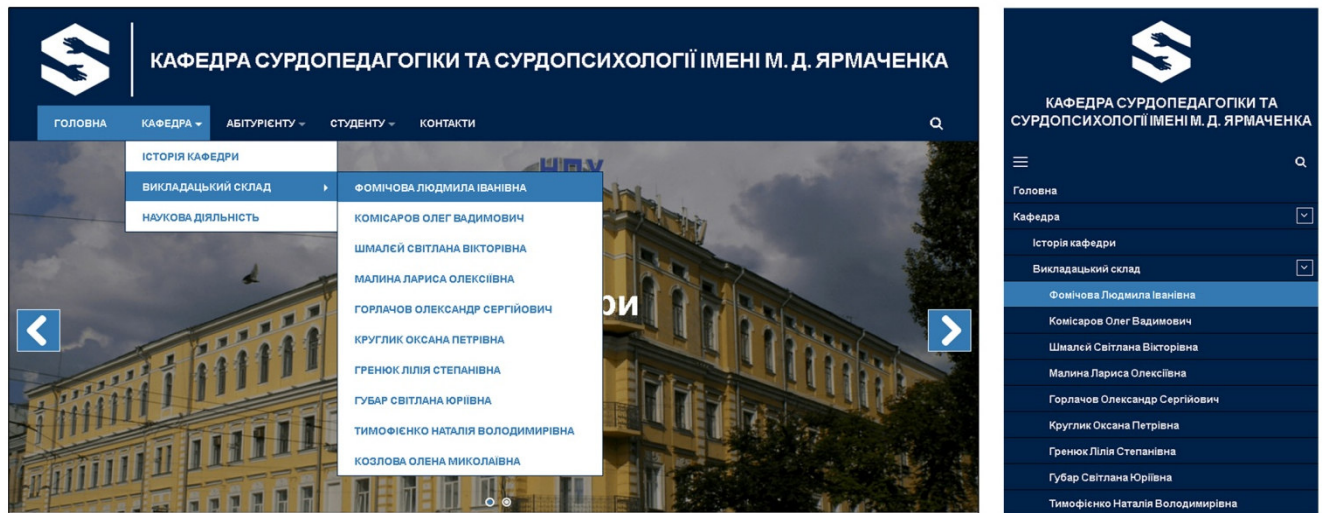 КАФЕДРА СУРДОПЕДАГОГІКИ ТА СУРДОПСИХОЛОГІЇ ІМЕНІ М. Д. ЯРМАЧЕНКА
ГОЛОВНА КАФЕДРА АБІТУРІЄНТУ СТУДЕНТУ КОНТАКТИ
ІСТОРІЯ КАФЕДРИ
ВИКЛАДАЦЬКИЙ СКЛАД
НАУКОВА ДІЯЛЬНІСТЬ
ФОМІЧОВА ЛЮДМИЛА ІВАНІВНА
КОМІСАРОВ ОЛЕГ ВАДИМОВИЧ
ШМАЛЄЙ СВІТЛАНА ВІКТОРІВНА
МАЛИНА ЛАРИСА ОЛЕКСІЇВНА
ГОРЛАЧОВ ОЛЕКСАНДР СЕРГІЙОВИЧ
КРУГЛИК ОКСАНА ПЕТРІВНА
ГРЕНЮК ЛІЛІЯ СТЕПАНІВНА
ГУБАР СВІТЛАНА ЮРІЇВНА
ТИМОФІЄНКО НАТАЛІЯ ВОЛОДИМИРІВНА
КОЗЛОВА ОЛЕНА МИКОЛАЇВНА
НПУ
ри
КАФЕДРА СУРДОПЕДАГОГІКИ ТА
СУРДОПСИХОЛОГІЇ ІМЕНІ М. Д. ЯРМАЧЕНКА
Головна
Кафедра
Історія кафедри
Викладацький склад
Фомічова Людмила Іванівна
Комісаров Олег Вадимович
Шмалєй Світлана Вікторівна
Малина Лариса Олексіївна
Горлачов Олександр Сергійович
Круглик Оксана Петрівна
Гренюк Лілія Степанівна
Губар Світлана Юріївна
Тимофієнко Наталія Володимирівна